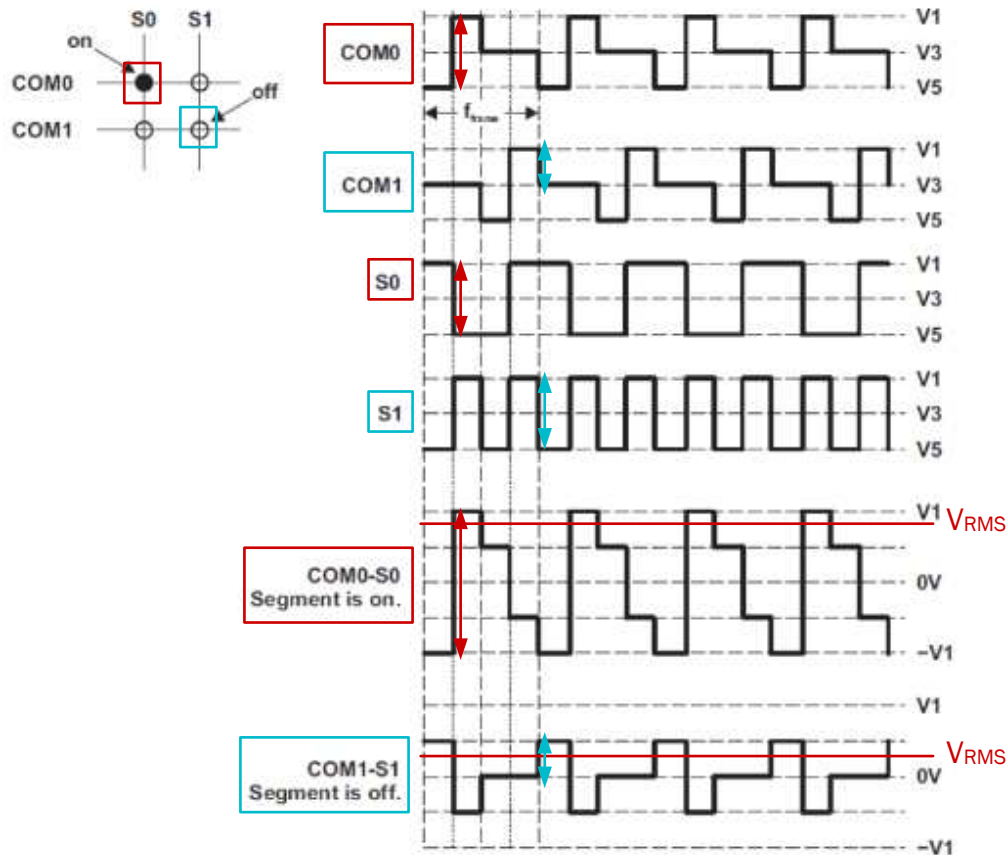 S0 S1
on
COM0
off
COM1
COM0
V1
V3
V5
f_frame
COM1
V1
V3
V5
S0
V1
V3
V5
S1
V1
V3
V5
COM0-S0
Segment is on.
V1
VRMS
0V
−V1
V1
COM1-S1
Segment is off.
VRMS
0V
−V1